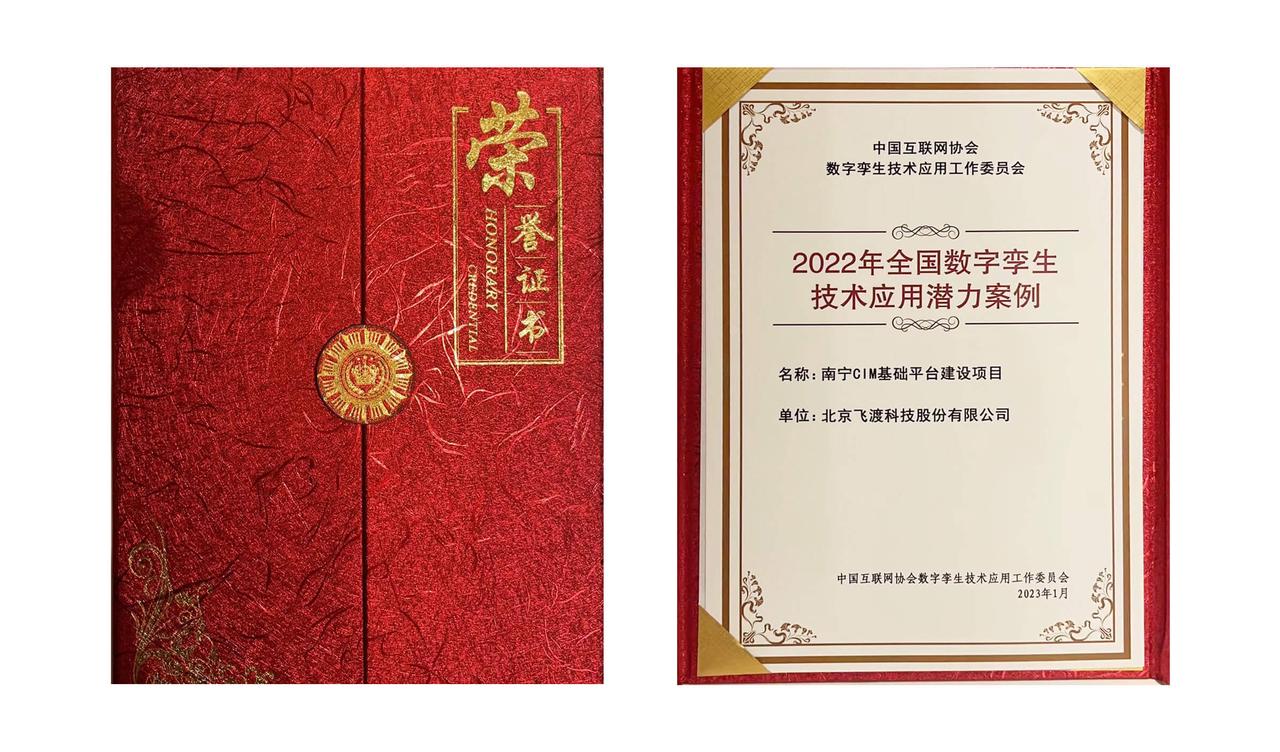 荣誉证书
HONORARY
CREDENTIAL
中国互联网协会
数字孪生技术应用工作委员会
2022年全国数字孪生
技术应用潜力案例
名称:南宁CIM基础平台建设项目
单位:北京飞渡科技股份有限公司
中国互联网协会数字孪生技术应用工作委员会
2023年1月